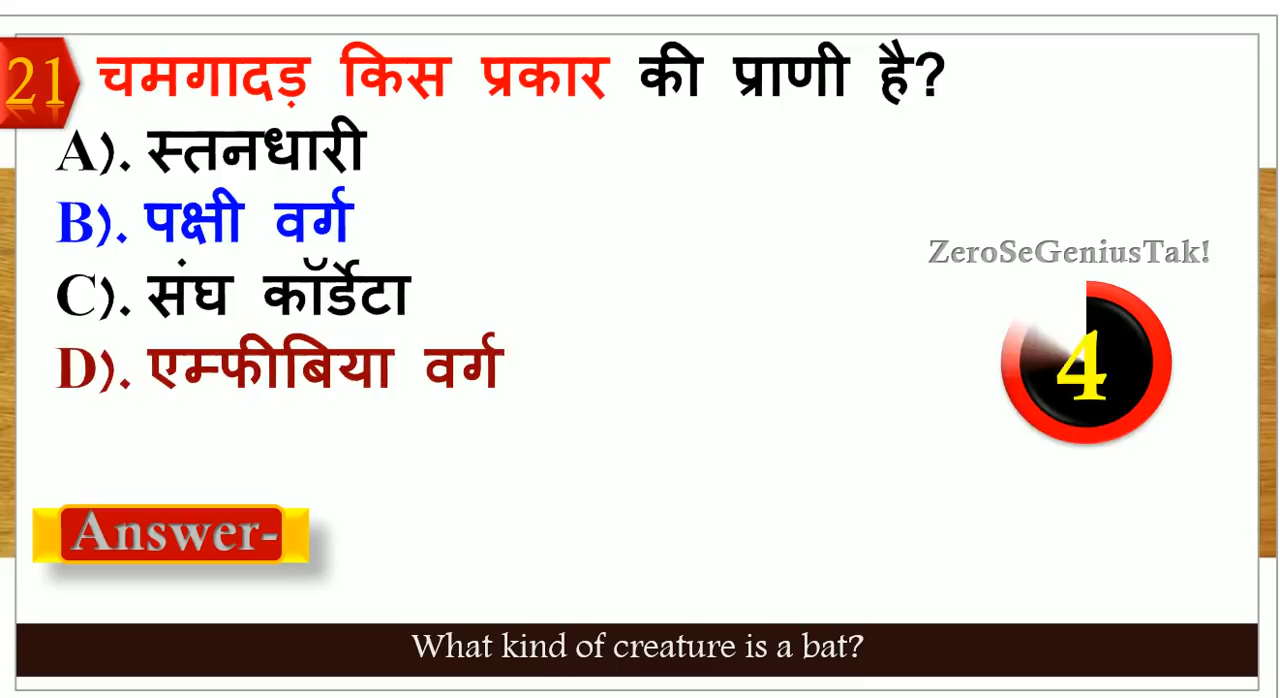 21 चमगादड़ किस प्रकार की प्राणी है?
A). स्तनधारी
B). पक्षी वर्ग
C). संघ कॉर्डेटा
D). एम्फीबिया वर्ग
ZeroSeGeniusTak!
4
Answer-
What kind of creature is a bat?